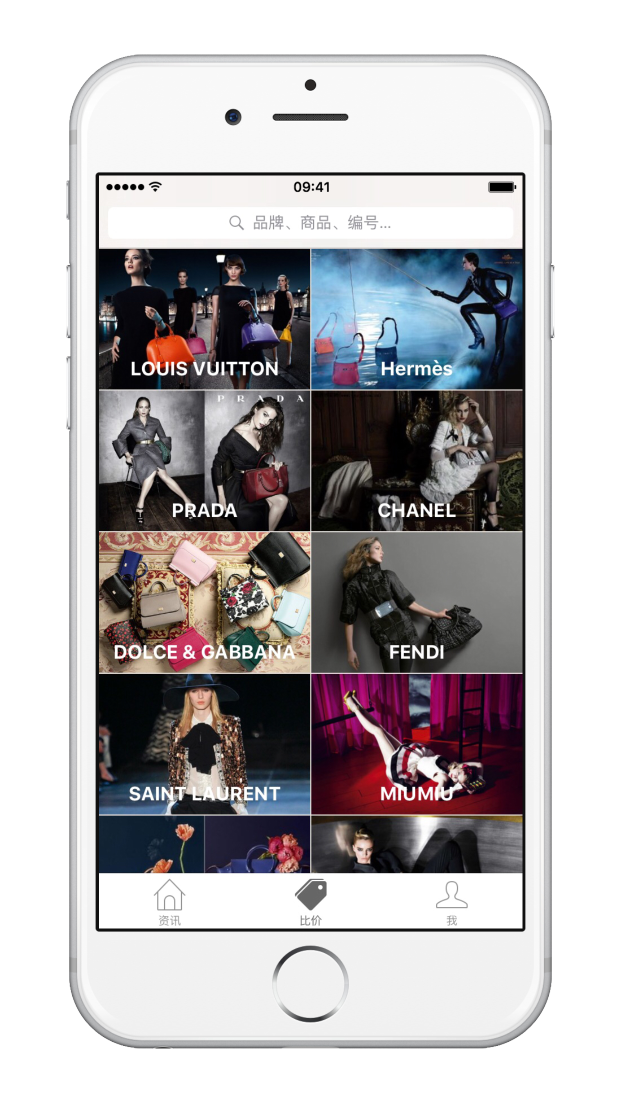 09:41
品牌、商品、编号...
LOUIS VUITTON
Hermès
PRADA
PRADA
CHANEL
DOLCE & GABBANA
FENDI
SAINT LAURENT
MIUMIU
资讯
比价
我